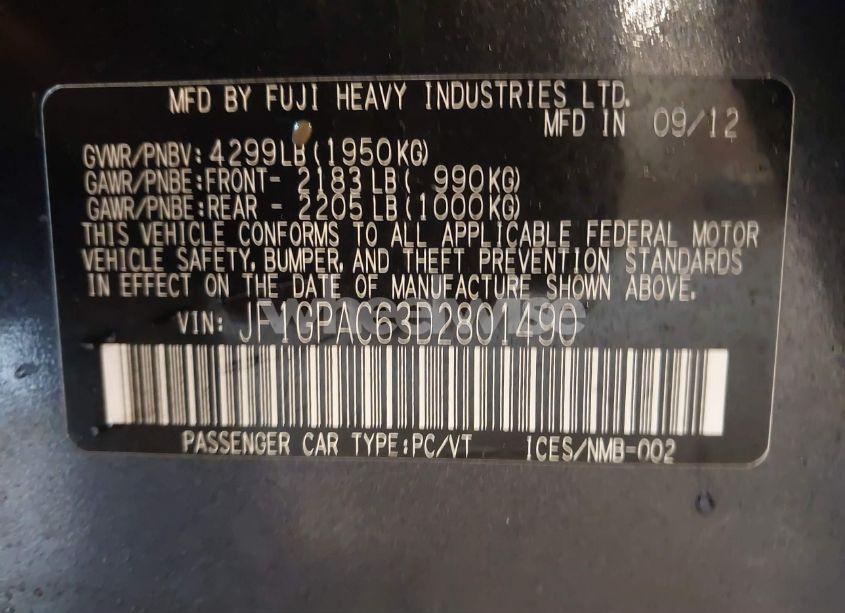 MFD BY FUJI HEAVY INDUSTRIES LTD.
MFD IN 09/12
GVWR/PNBV: 4299LB(1950KG)
GAWR/PNBE:FRONT- 2183LB( 990KG)
GAWR/PNBE:REAR - 2205LB(1000KG)
THIS VEHICLE CONFORMS TO ALL APPLICABLE FEDERAL MOTOR
VEHICLE SAFETY, BUMPER, AND THEFT PREVENTION STANDARDS
IN EFFECT ON THE DATE OF MANUFACTURE SHOWN ABOVE.
VIN: JF1GPAC63D2801490
PASSENGER CAR TYPE:PC/VT ICES/NMB-002